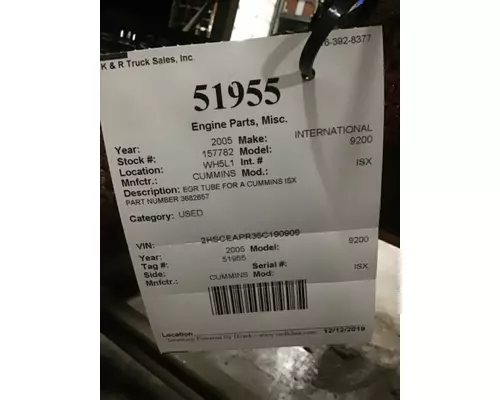 K & R Truck Sales, Inc.
6-392-8377
51955
Engine Parts, Misc.
Year: 2005 Make: INTERNATIONAL
Stock #: 157782 Model: 9200
Location: WH5L1 Int. #
Mnfctr.: CUMMINS Mod.: ISX
Description: EGR TUBE FOR A CUMMINS ISX
PART NUMBER 3682657
Category: USED
VIN: 2HSCEAPR35C190909
Year: 2005 Model: 9200
Tag #: 51955
Side: Serial #:
Mnfctr.: CUMMINS Mod: ISX
Location
12/12/2018